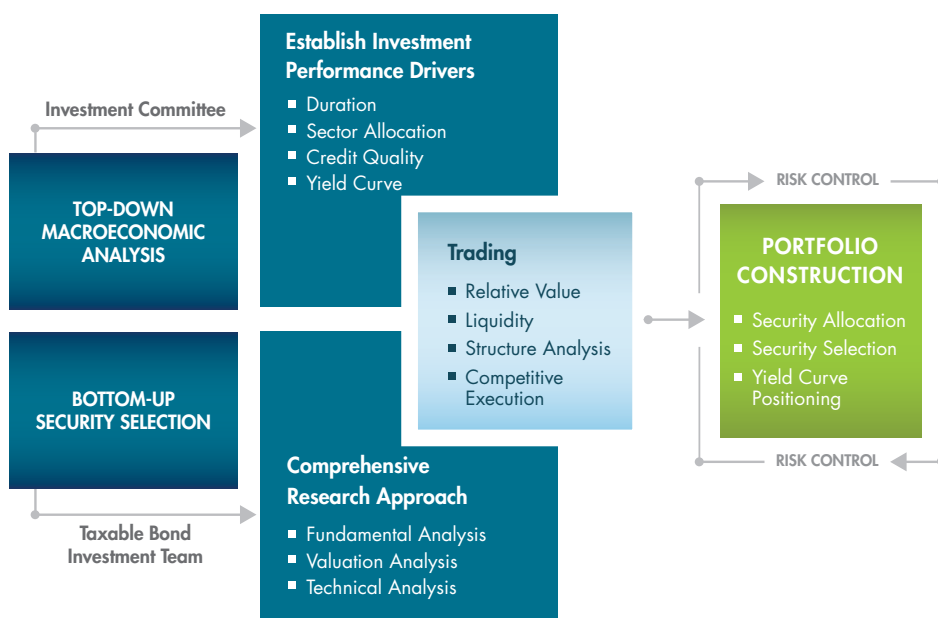 Investment Committee
TOP-DOWN
MACROECONOMIC
ANALYSIS
Establish Investment
Performance Drivers
Duration
Sector Allocation
Credit Quality
Yield Curve
BOTTOM-UP
SECURITY SELECTION
Taxable Bond
Investment Team
Comprehensive
Research Approach
Fundamental Analysis
Valuation Analysis
Technical Analysis
Trading
Relative Value
Liquidity
Structure Analysis
Competitive
Execution
RISK CONTROL
PORTFOLIO
CONSTRUCTION
Security Allocation
Security Selection
Yield Curve
Positioning
RISK CONTROL